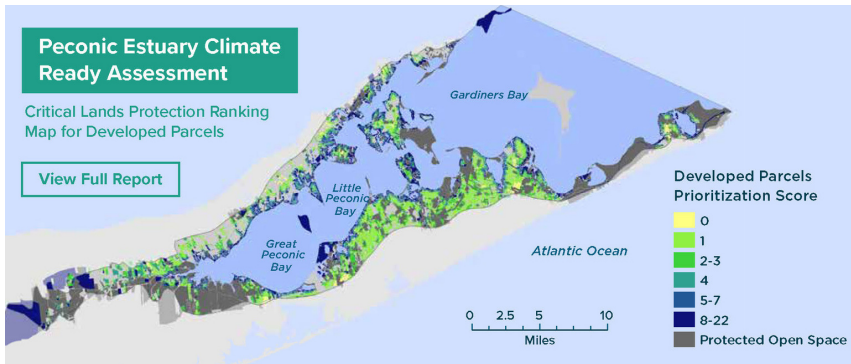 Peconic Estuary Climate
Ready Assessment
Critical Lands Protection Ranking
Map for Developed Parcels
View Full Report
Gardiners Bay
Little
Peconic
Bay
Great
Peconic
Bay
Atlantic Ocean
Developed Parcels
Prioritization Score
0
1
2-3
4
5-7
8-22
Protected Open Space
0 2.5 5 10
Miles